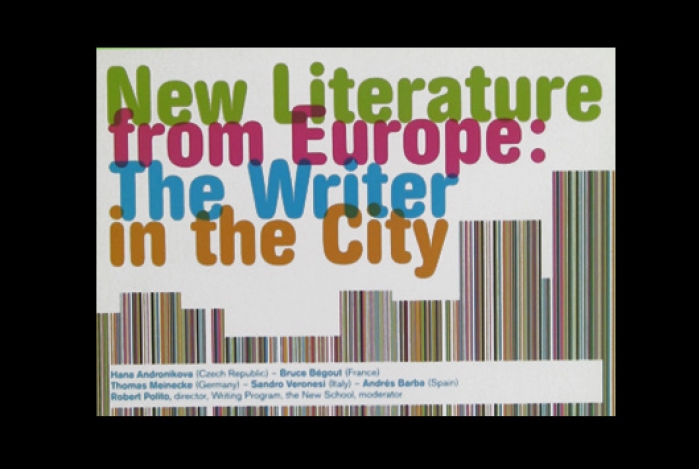 New Literature
from Europe:
The Writer
in the City
Hana Andronikova (Czech Republic) – Bruce Bégout (France)
Thomas Meinecke (Germany) – Sandro Veronesi (Italy) – Andrés Barba (Spain)
Robert Polito, director, Writing Program, the New School, moderator